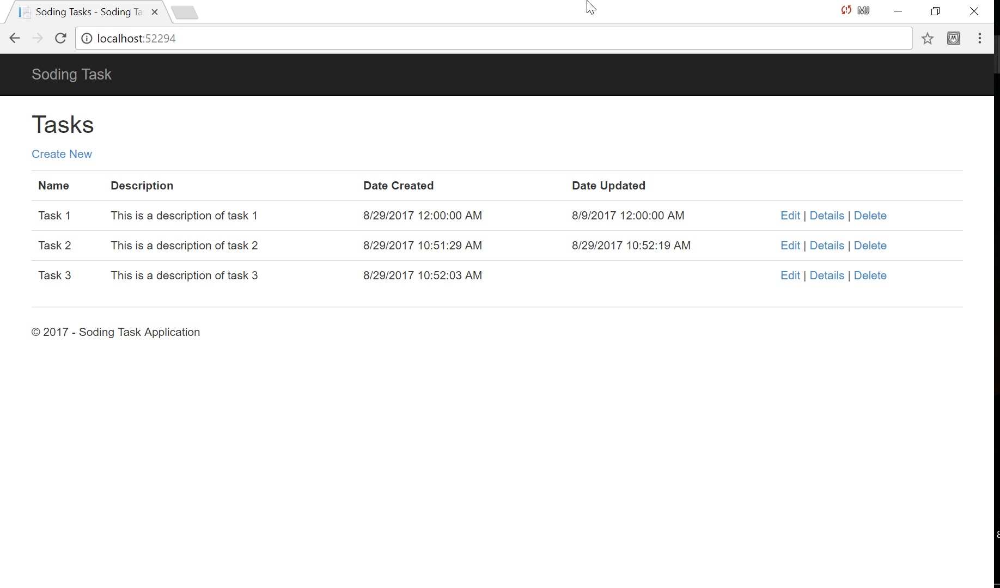 Soding Tasks - Soding Ta
MJ
localhost:52294
Soding Task
Tasks
Create New
Name Description Date Created Date Updated
Task 1 This is a description of task 1 8/29/2017 12:00:00 AM 8/9/2017 12:00:00 AM Edit | Details | Delete
Task 2 This is a description of task 2 8/29/2017 10:51:29 AM 8/29/2017 10:52:19 AM Edit | Details | Delete
Task 3 This is a description of task 3 8/29/2017 10:52:03 AM Edit | Details | Delete
© 2017 - Soding Task Application